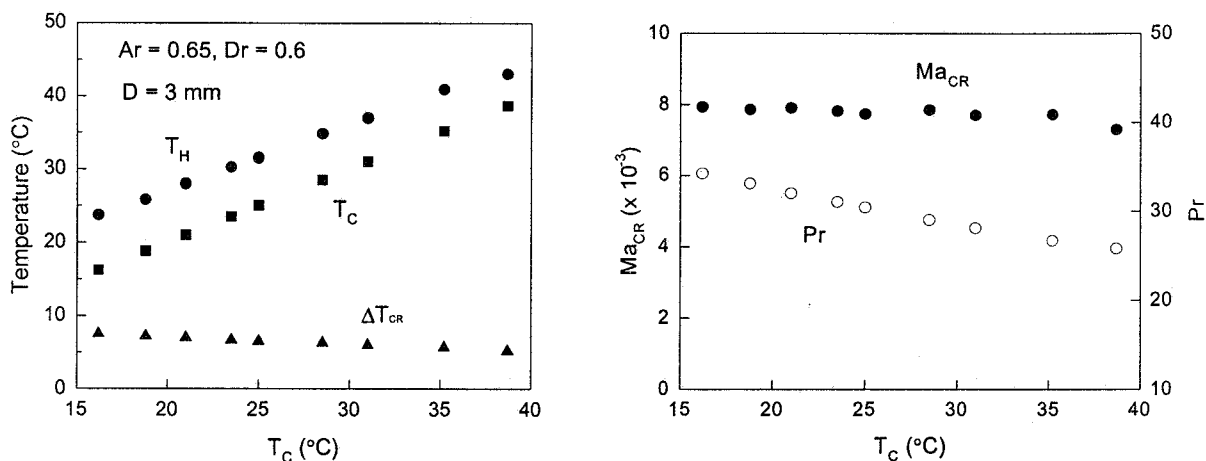 50
40
30
20
10
0
Temperature (°C)
Ar = 0.65, Dr = 0.6
D = 3 mm
T_H
T_C
ΔT_CR
15 20 25 30 35 40
T_C (°C)
10
8
6
4
2
0
Ma_CR (x 10^-3)
Ma_CR
Pr
50
40
30
20
10
Pr
15 20 25 30 35 40
T_C (°C)